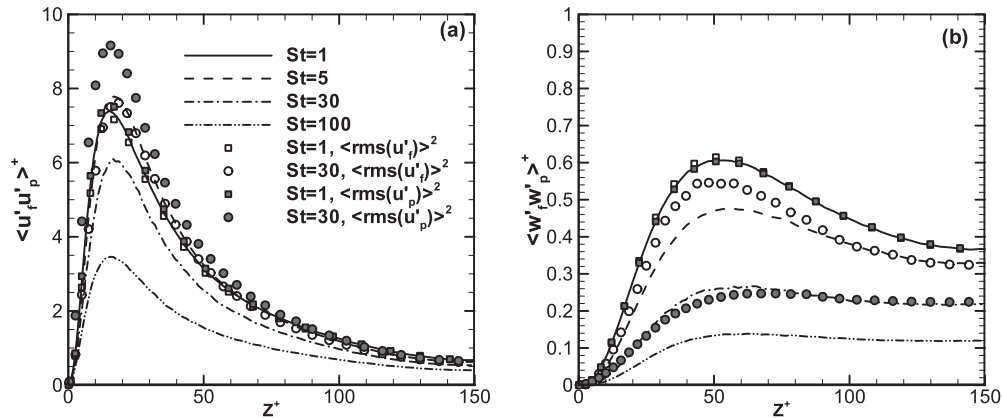 (a)
10
8
6
4
2
0
0 50 100 150
z⁺
<u'fu'p>⁺
St=1
St=5
St=30
St=100
St=1, <rms(u'f)>²
St=30, <rms(u'f)>²
St=1, <rms(u'p)>²
St=30, <rms(u'p)>²
(b)
1
0.9
0.8
0.7
0.6
0.5
0.4
0.3
0.2
0.1
0
0 50 100 150
z⁺
<w'fw'p>⁺